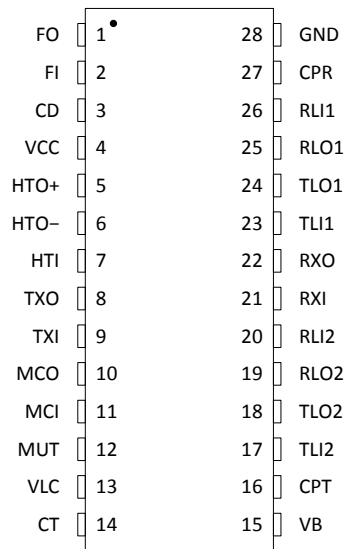 FO 1 28 GND
FI 2 27 CPR
CD 3 26 RLI1
VCC 4 25 RLO1
HTO+ 5 24 TLO1
HTO− 6 23 TLI1
HTI 7 22 RXO
TXO 8 21 RXI
TXI 9 20 RLI2
MCO 10 19 RLO2
MCI 11 18 TLO2
MUT 12 17 TLI2
VLC 13 16 CPT
CT 14 15 VB